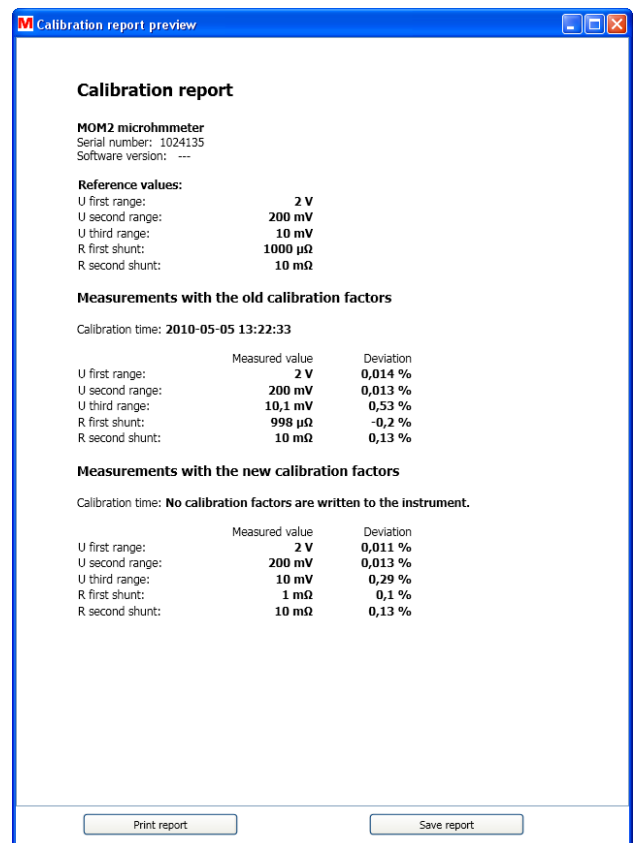 M Calibration report preview
Calibration report
MOM2 microhmmeter
Serial number: 1024135
Software version: ---
Reference values:
U first range: 2 V
U second range: 200 mV
U third range: 10 mV
R first shunt: 1000 µΩ
R second shunt: 10 mΩ
Measurements with the old calibration factors
Calibration time: 2010-05-05 13:22:33
Measured value Deviation
U first range: 2 V 0,014 %
U second range: 200 mV 0,013 %
U third range: 10,1 mV 0,53 %
R first shunt: 998 µΩ -0,2 %
R second shunt: 10 mΩ 0,13 %
Measurements with the new calibration factors
Calibration time: No calibration factors are written to the instrument.
Measured value Deviation
U first range: 2 V 0,011 %
U second range: 200 mV 0,013 %
U third range: 10 mV 0,29 %
R first shunt: 1 mΩ 0,1 %
R second shunt: 10 mΩ 0,13 %
Print report Save report